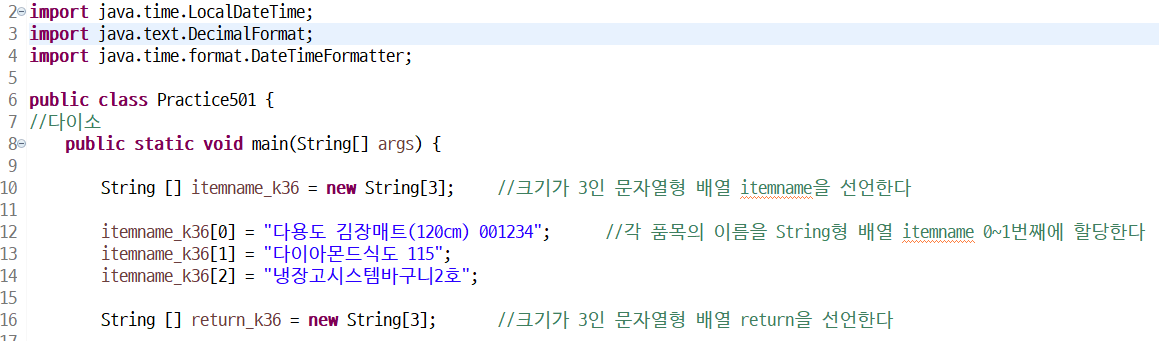 2 import java.time.LocalDateTime;
3 import java.text.DecimalFormat;
4 import java.time.format.DateTimeFormatter;
5
6 public class Practice501 {
7 //다이소
8 public static void main(String[] args) {
9
10 String [] itemname_k36 = new String[3]; //크기가 3인 문자열형 배열 itemname을 선언한다
11
12 itemname_k36[0] = "다용도 김장매트(120cm) 001234"; //각 품목의 이름을 String형 배열 itemname 0~1번째에 할당한다
13 itemname_k36[1] = "다이아몬드식도 115";
14 itemname_k36[2] = "냉장고시스템바구니2호";
15
16 String [] return_k36 = new String[3]; //크기가 3인 문자열형 배열 return을 선언한다
17